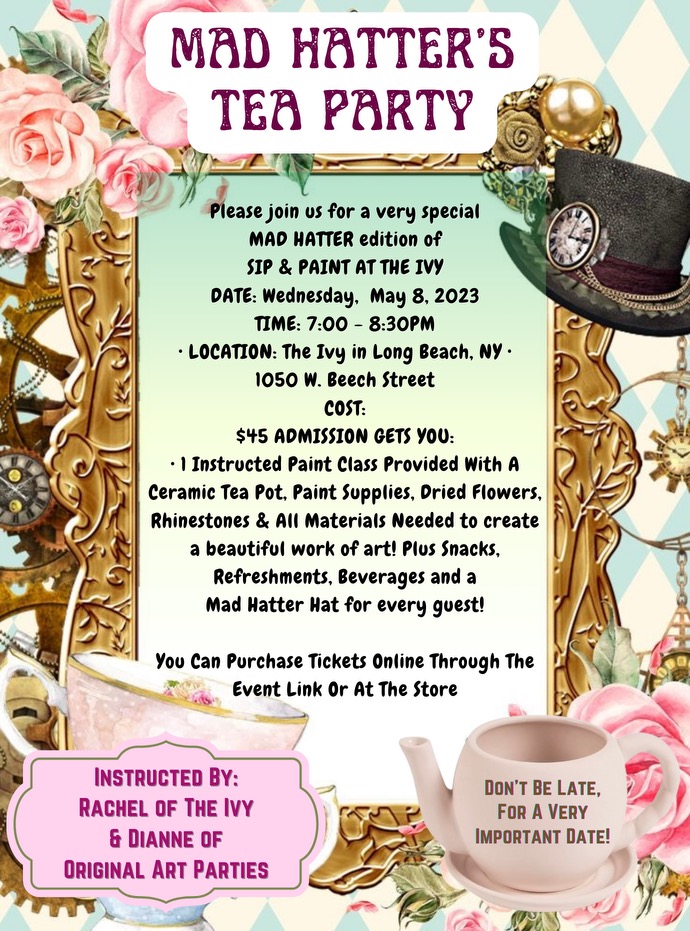 MAD HATTER'S
TEA PARTY
Please join us for a very special
MAD HATTER edition of
SIP & PAINT AT THE IVY
DATE: Wednesday, May 8, 2023
TIME: 7:00 - 8:30PM
• LOCATION: The Ivy in Long Beach, NY •
1050 W. Beech Street
COST:
$45 ADMISSION GETS YOU:
• 1 Instructed Paint Class Provided With A
Ceramic Tea Pot, Paint Supplies, Dried Flowers,
Rhinestones & All Materials Needed to create
a beautiful work of art! Plus Snacks,
Refreshments, Beverages and a
Mad Hatter Hat for every guest!
You Can Purchase Tickets Online Through The
Event Link Or At The Store
INSTRUCTED BY:
RACHEL OF THE IVY
& DIANNE OF
ORIGINAL ART PARTIES
DON'T BE LATE,
FOR A VERY
IMPORTANT DATE!